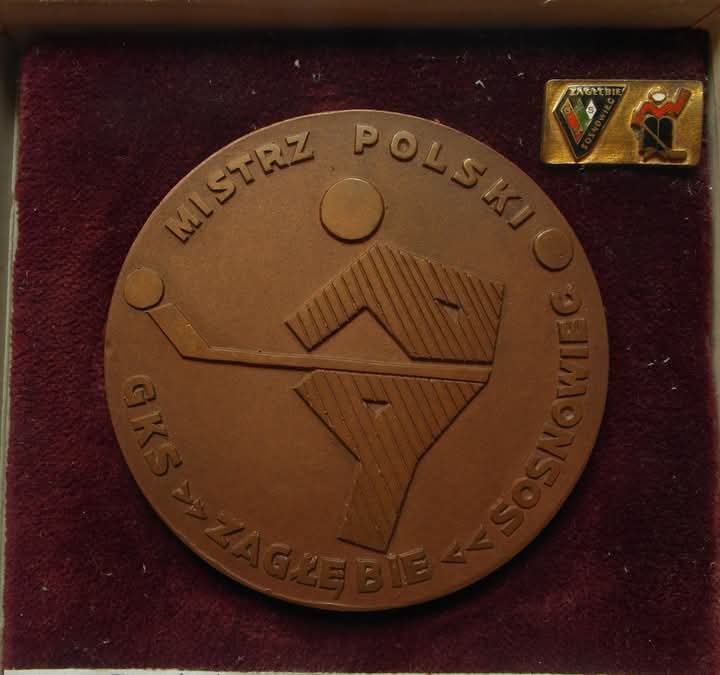 MISTRZ POLSKI
GKS »ZAGŁĘBIE« SOSNOWIEC
ZAGŁĘBIE
SOSNOWIEC